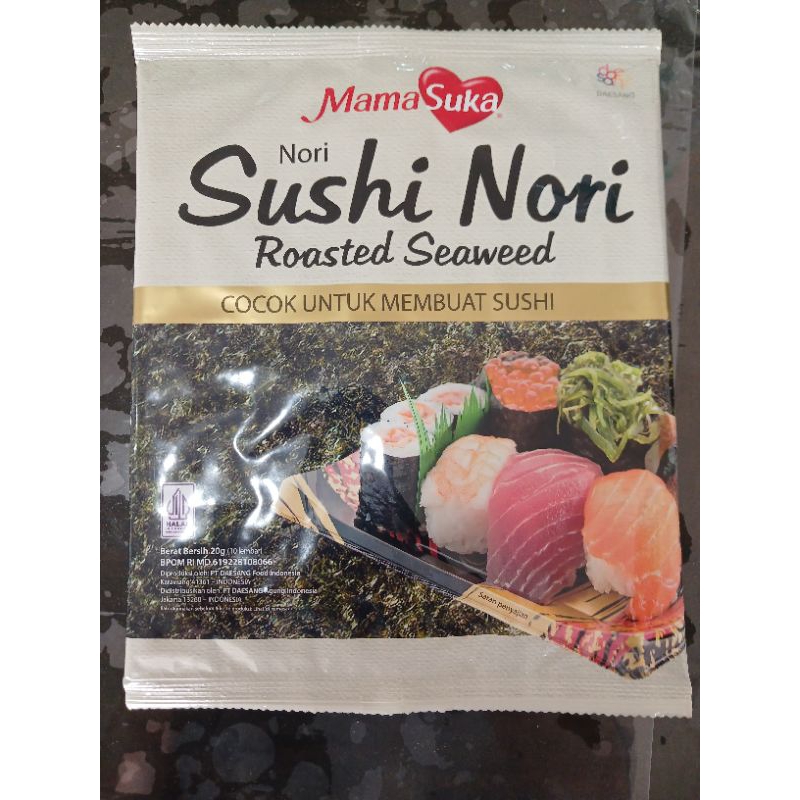 MamaSuka
daesang
DAESANG
Nori
Sushi Nori
Roasted Seaweed
COCOK UNTUK MEMBUAT SUSHI
HALAL
Berat Bersih 20g (10 lembar)
BPOM RI MD.619228108066
Diproduksi oleh: PT DAESANG Food Indonesia
Karawang 41361 - INDONESIA
Didistribusikan oleh: PT DAESANG Agung Indonesia
Jakarta 13260 - INDONESIA
Saran penyajian